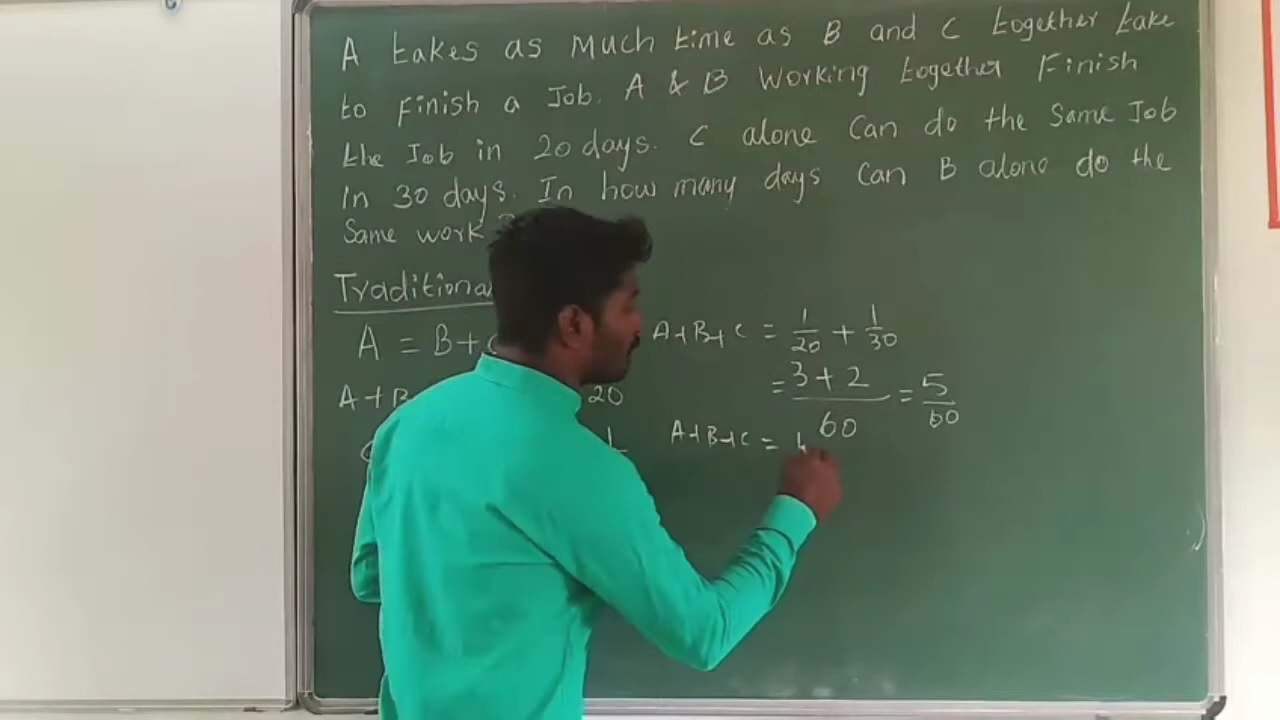 A takes as much time as B and C together take
to Finish a Job. A & B Working together Finish
the Job in 20 days. C alone Can do the Same Job
In 30 days. In how many days Can B alone do the
Same work
A = B+
A+B 20
A+B+C = 1/20 + 1/30
= 3+2/60 = 5/60
A+B+C =